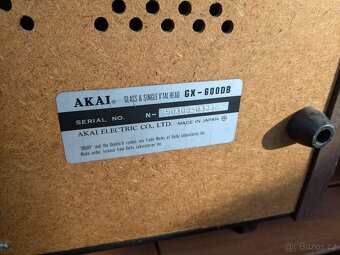 AKAI® GLASS & SINGLE X'TAL HEAD GX-600DB
SERIAL NO. N-
AKAI ELECTRIC CO., LTD. MADE IN JAPAN
"DOLBY" and the Double-D symbol are Trade Marks of Dolby Laboratories Inc.
Made under licence from Dolby Laboratories Inc
Bazos.cz